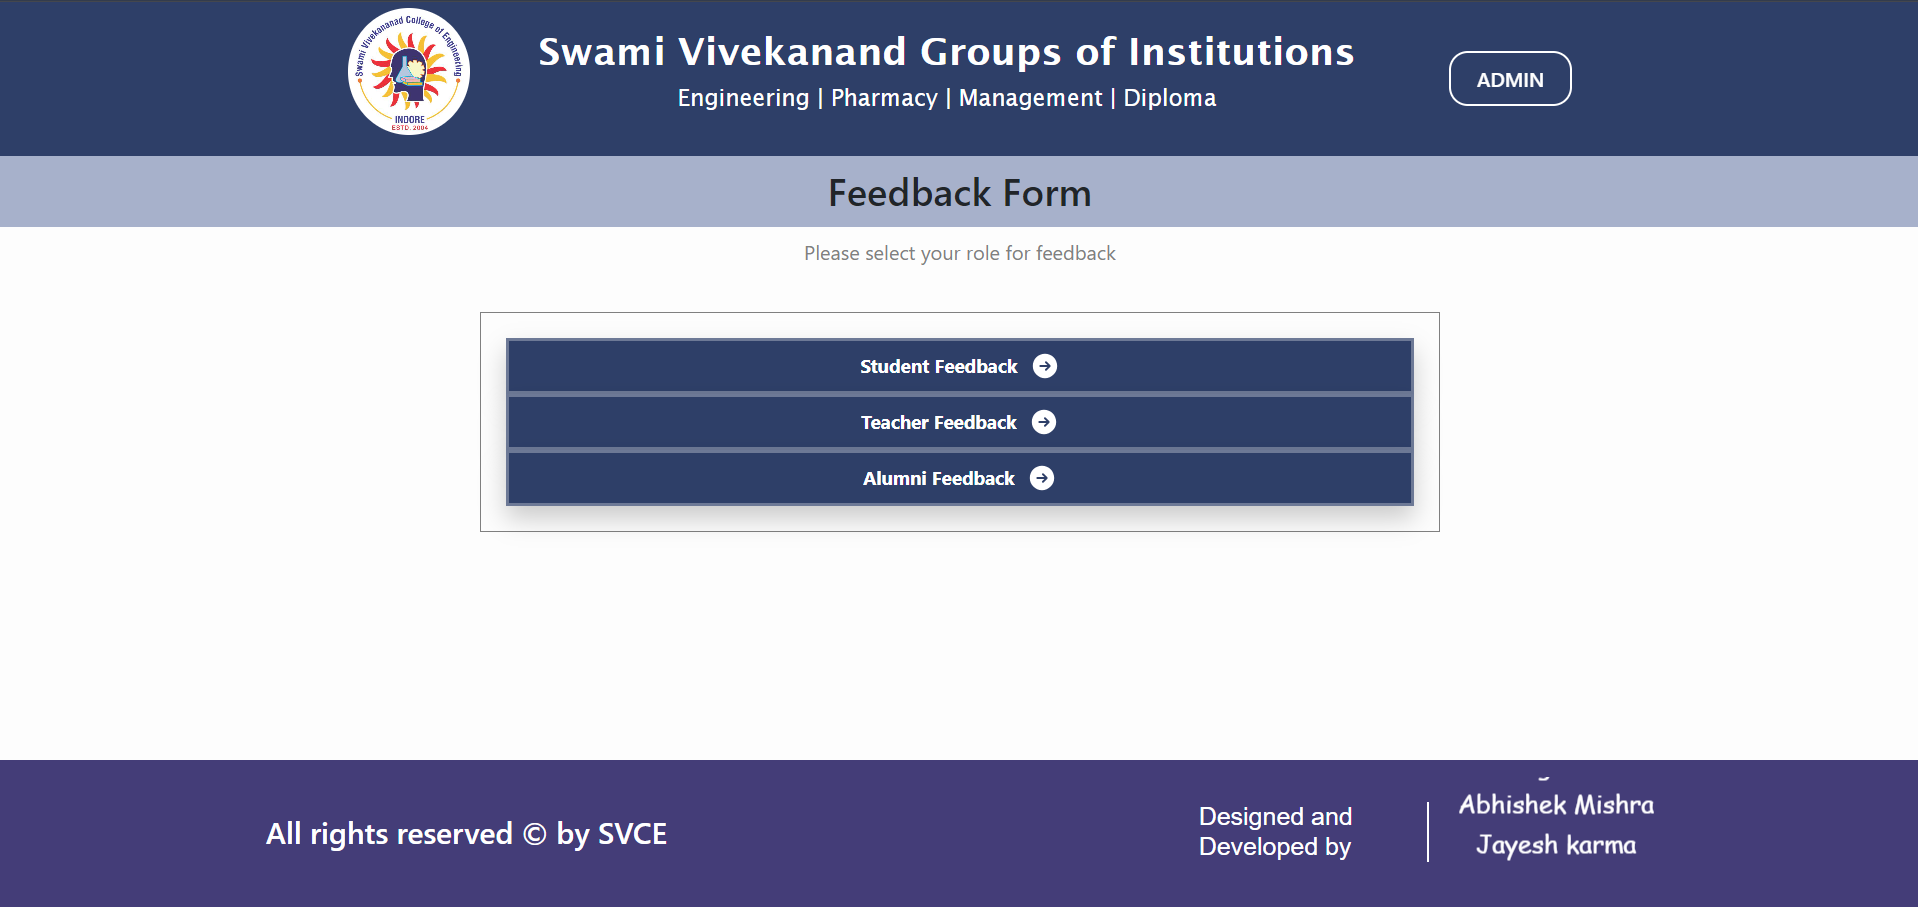 Swami Vivekananad College of Engineering
INDORE
ESTD. 2004
Swami Vivekanand Groups of Institutions
Engineering | Pharmacy | Management | Diploma
ADMIN
Feedback Form
Please select your role for feedback
Student Feedback
Teacher Feedback
Alumni Feedback
All rights reserved © by SVCE
Designed and
Developed by
Abhishek Mishra
Jayesh karma